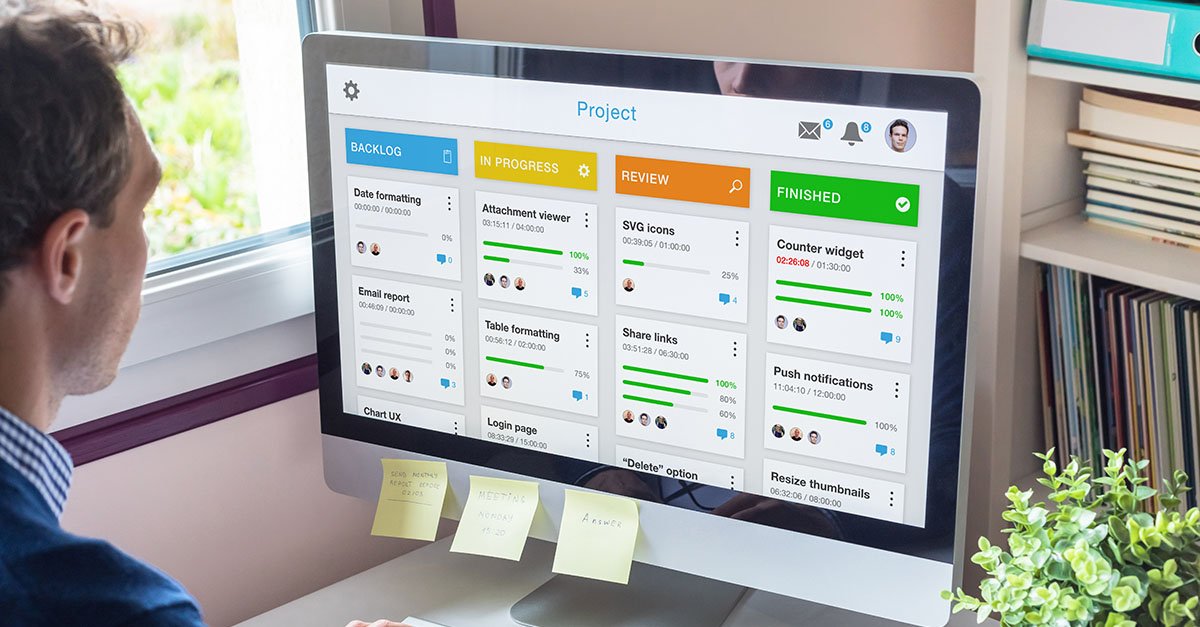 Project
6
8
BACKLOG
Date formatting
00:00:00 / 00:00:00
0%
0
Email report
00:46:09 / 00:00:00
0%
0%
0%
3
Chart UX
IN PROGRESS
Attachment viewer
03:15:11 / 04:00:00
100%
33%
5
Table formatting
00:56:12 / 02:00:00
75%
1
Login page
08:33:29 / 15:00:00
REVIEW
SVG icons
00:39:05 / 01:00:00
25%
4
Share links
03:51:28 / 06:30:00
100%
80%
60%
8
“Delete” option
FINISHED
Counter widget
02:26:08 / 01:30:00
100%
100%
9
Push notifications
11:04:10 / 12:00:00
100%
8
Resize thumbnails
06:32:06 / 08:00:00
SEND MONTHLY
REPORT BEFORE
02/03
MEETING
MONDAY
15:20
Answer